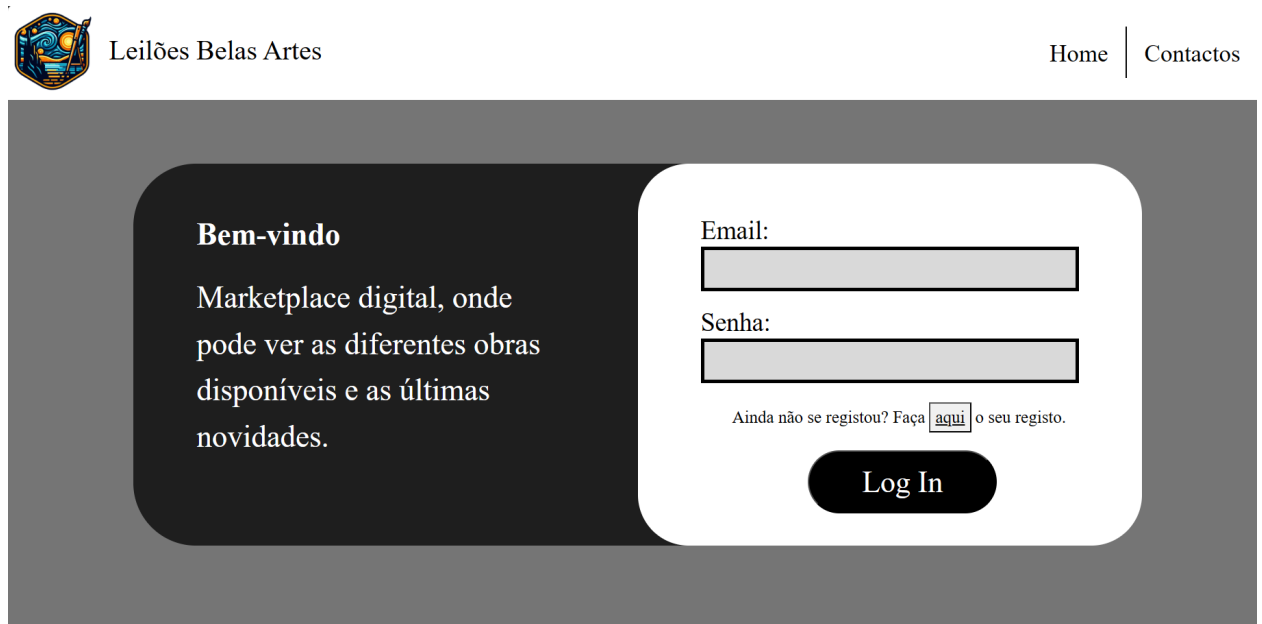 Leilões Belas Artes
Home
Contactos
Bem-vindo
Marketplace digital, onde
pode ver as diferentes obras
disponíveis e as últimas
novidades.
Email:
Senha:
Ainda não se registou? Faça aqui o seu registo.
Log In